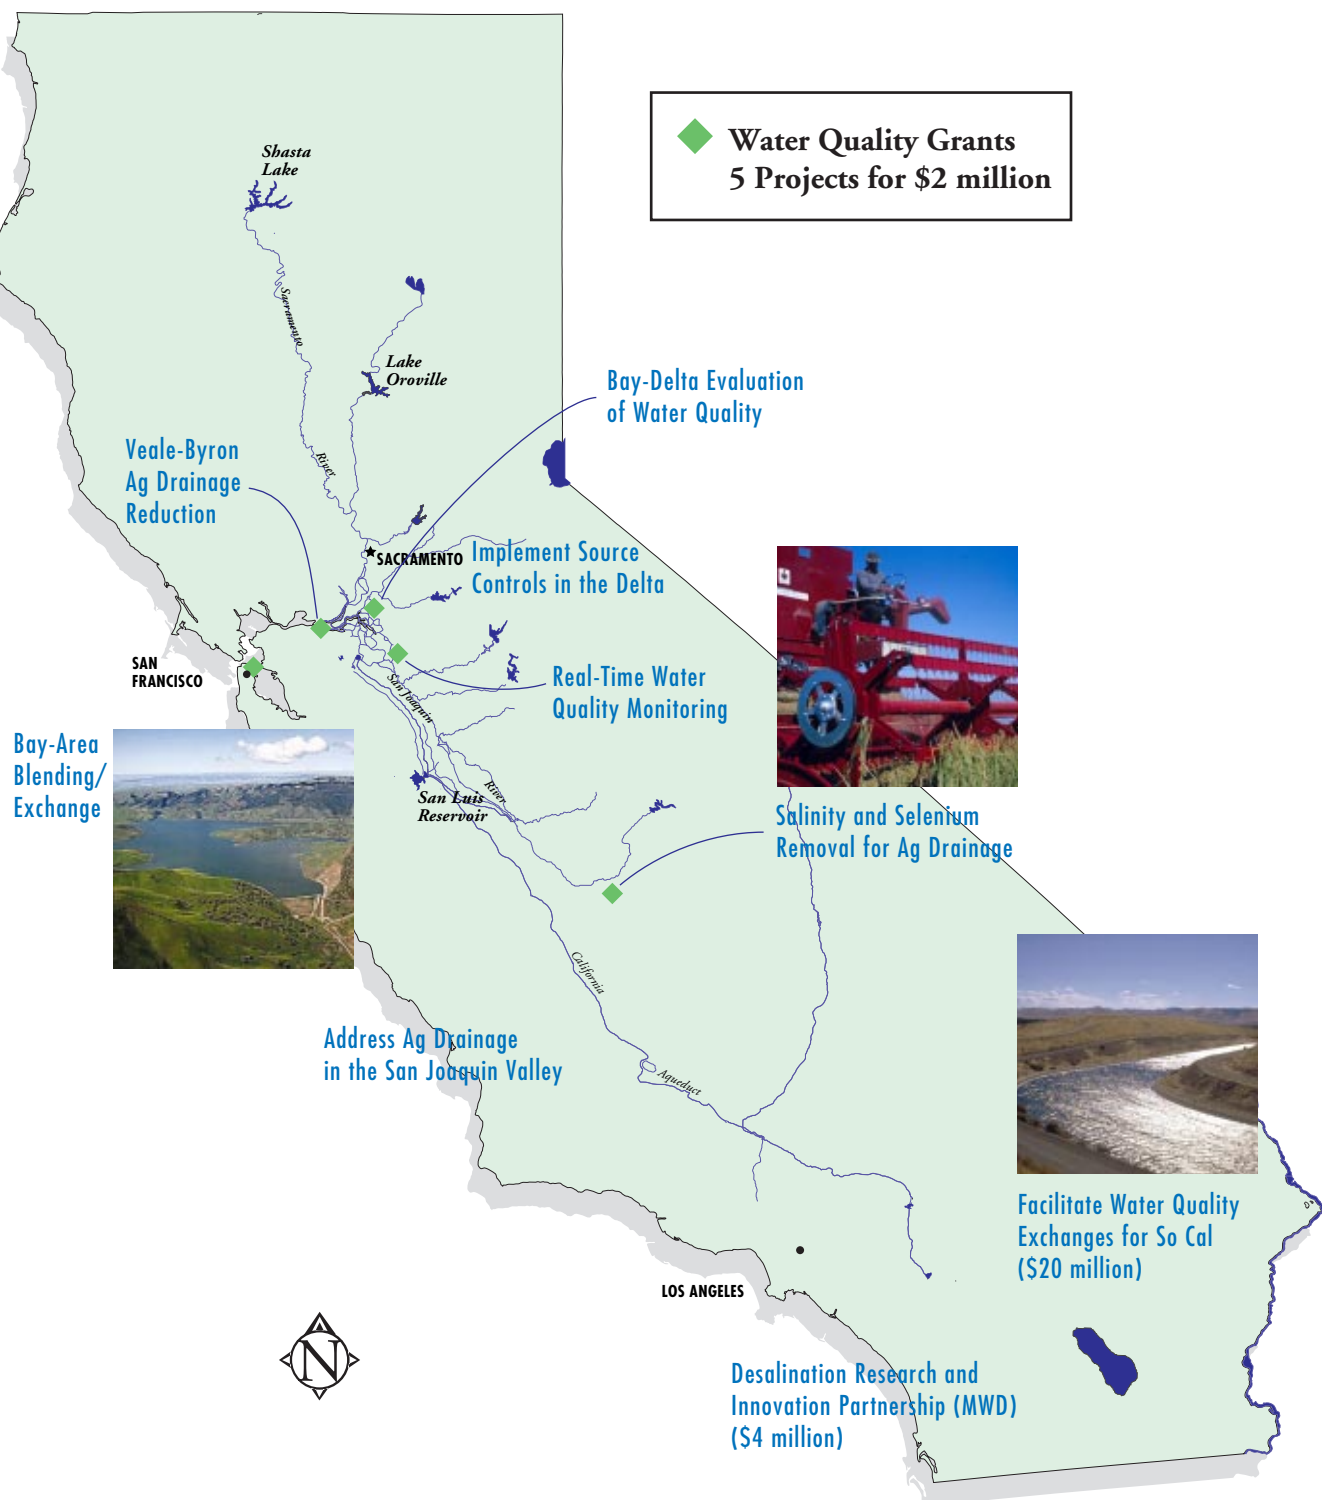 Water Quality Grants
5 Projects for $2 million
Shasta
Lake
Sacramento
River
Lake
Oroville
Bay-Delta Evaluation
of Water Quality
Veale-Byron
Ag Drainage
Reduction
SACRAMENTO
Implement Source
Controls in the Delta
SAN
FRANCISCO
San Joaquin
River
Real-Time Water
Quality Monitoring
Bay-Area
Blending/
Exchange
San Luis
Reservoir
Salinity and Selenium
Removal for Ag Drainage
California
Aqueduct
Address Ag Drainage
in the San Joaquin Valley
Facilitate Water Quality
Exchanges for So Cal
($20 million)
LOS ANGELES
N
Desalination Research and
Innovation Partnership (MWD)
($4 million)